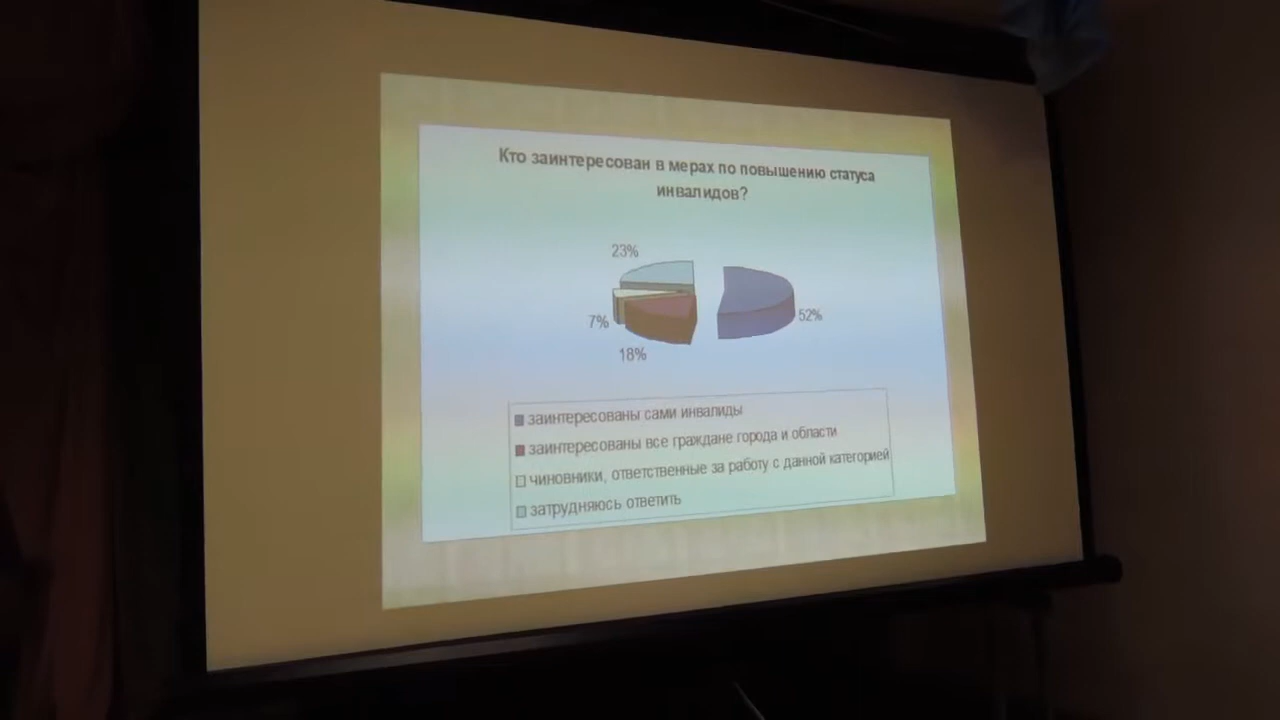 Кто заинтересован в мерах по повышению статуса
инвалидов?
23%
52%
7%
18%
заинтересованы сами инвалиды
заинтересованы все граждане города и области
чиновники, ответственные за работу с данной категорией
затрудняюсь ответить